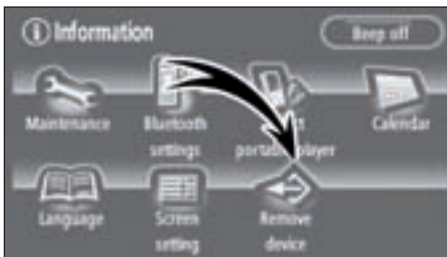 Information
Beep off
Maintenance
Bluetooth
settings
portable player
Calendar
Language
Screen
setting
Remove
device